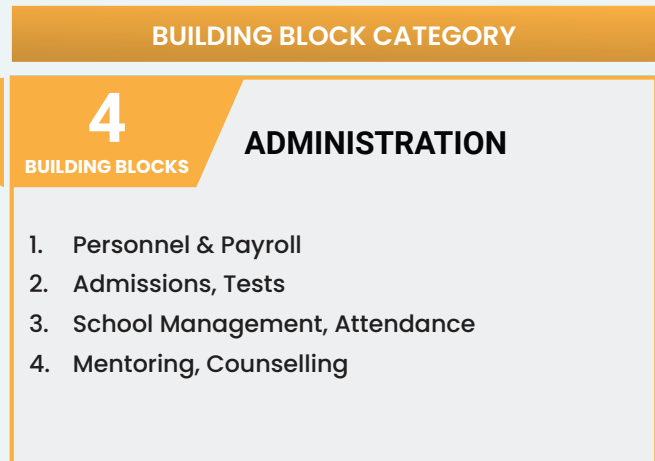 BUILDING BLOCK CATEGORY
4
BUILDING BLOCKS
ADMINISTRATION
1. Personnel & Payroll
2. Admissions, Tests
3. School Management, Attendance
4. Mentoring, Counselling